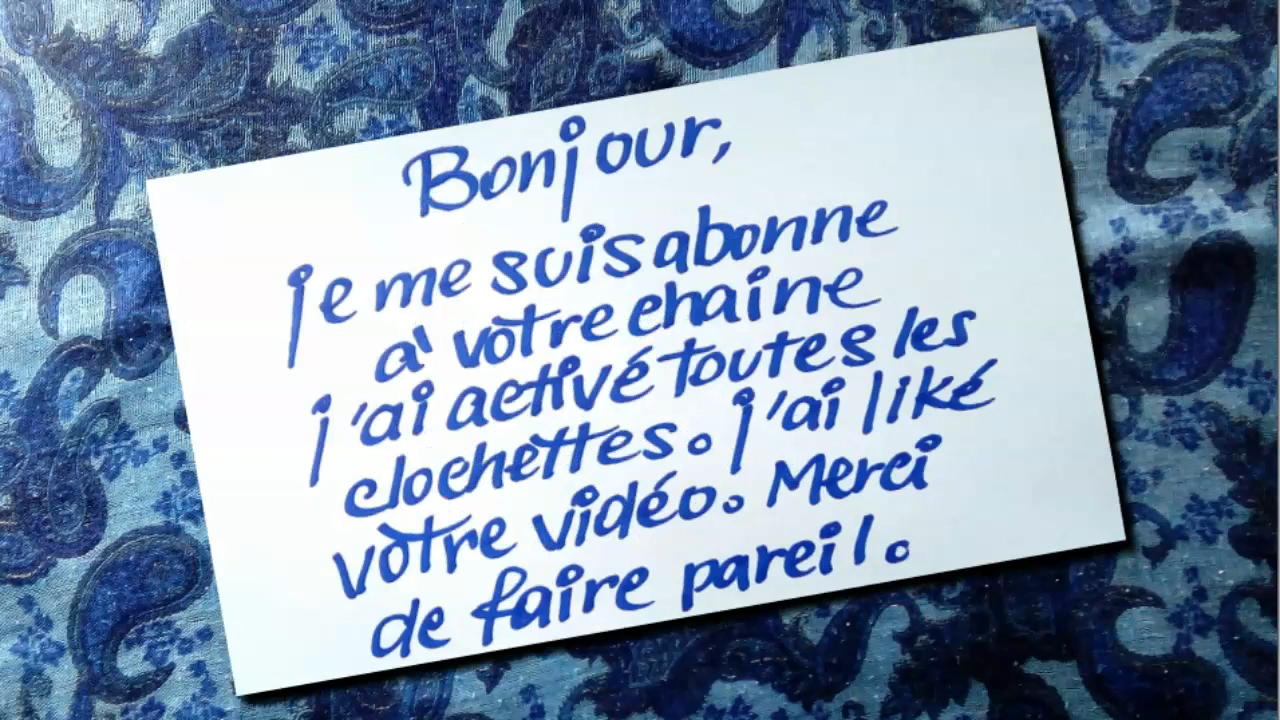 Bonjour,
je me suis abonne
à votre chaine
j'ai activé toutes les
clochettes. j'ai liké
votre vidéo. Merci
de faire pareil.